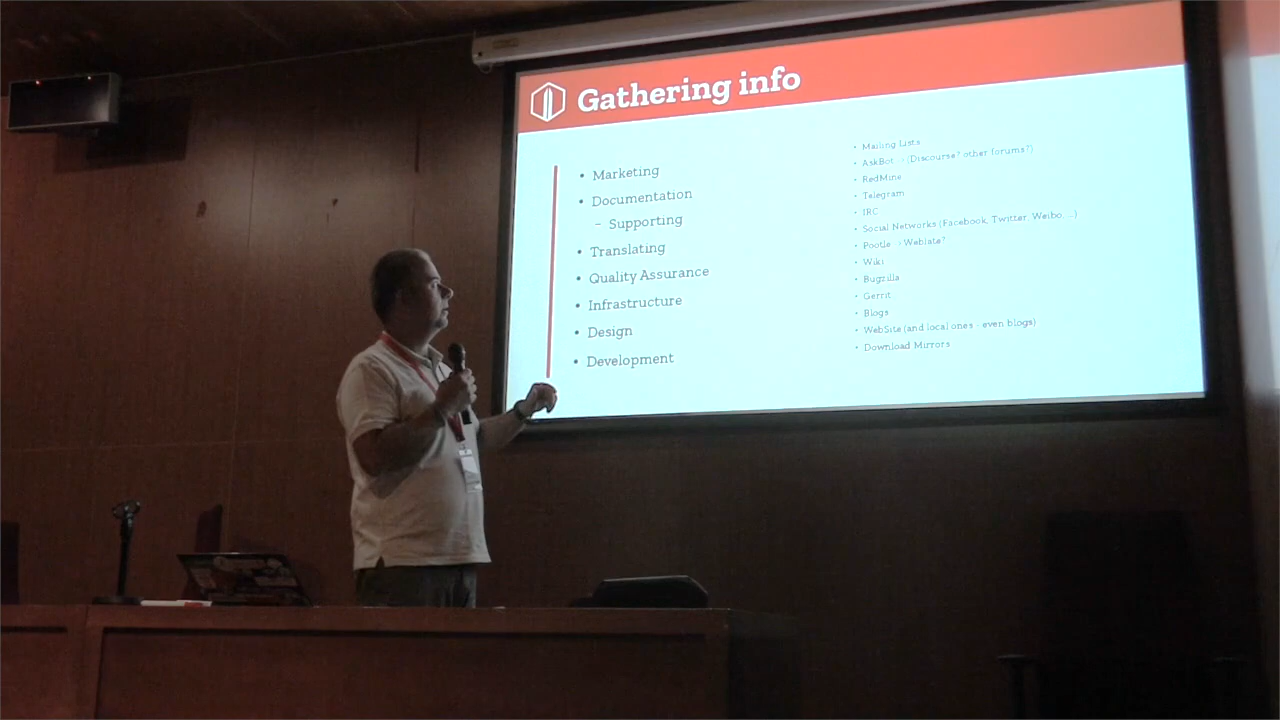 Gathering info
• Marketing
• Documentation
– Supporting
• Translating
• Quality Assurance
• Infrastructure
• Design
• Development
• Mailing Lists
• AskBot -> (Discourse? other forums?)
• RedMine
• Telegram
• IRC
• Social Networks (Facebook, Twitter. Weibo, ...)
• Pootle -> Weblate?
• Wiki
• Bugzilla
• Gerrit
• Blogs
• WebSite (and local ones - even blogs)
• Download Mirrors